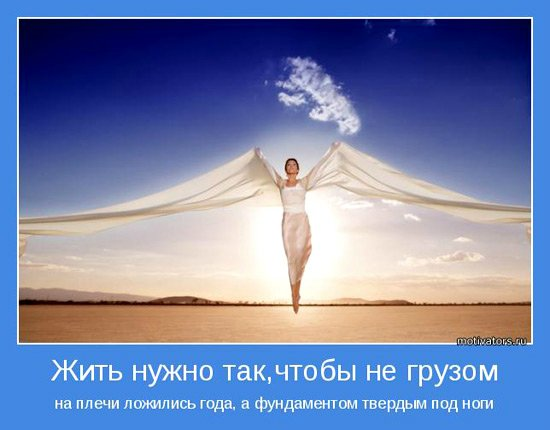 motivators.ru
Жить нужно так,чтобы не грузом
на плечи ложились года, а фундаментом твердым под ноги